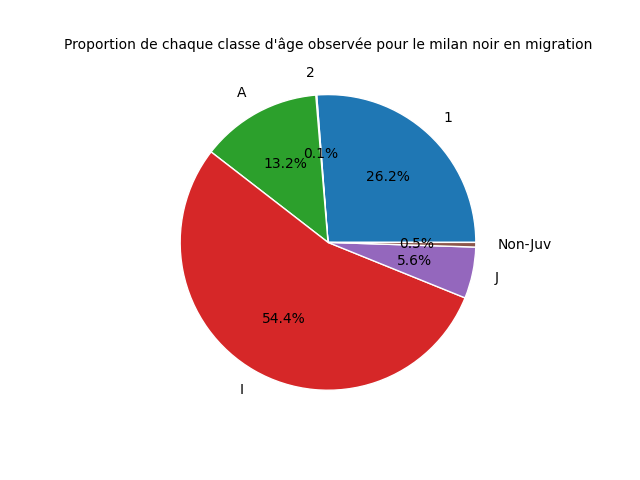 Proportion de chaque classe d'âge observée pour le milan noir en migration
2
A
1
0.1%
13.2%
26.2%
0.5%
Non-Juv
5.6%
J
54.4%
I